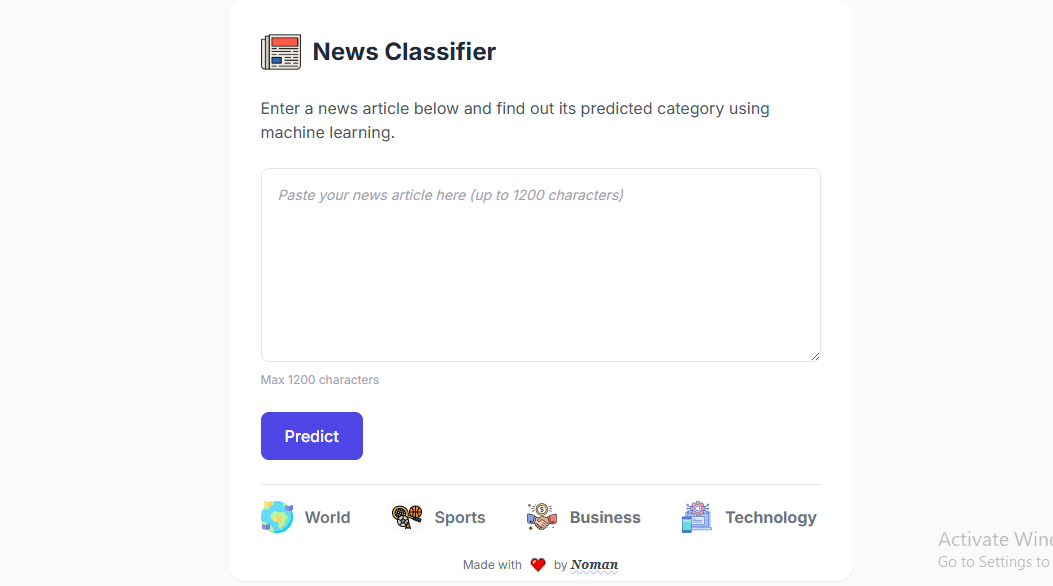 News Classifier
Enter a news article below and find out its predicted category using
machine learning.
Paste your news article here (up to 1200 characters)
Max 1200 characters
Predict
World Sports Business Technology
Made with by Noman
Activate Wind
Go to Settings to